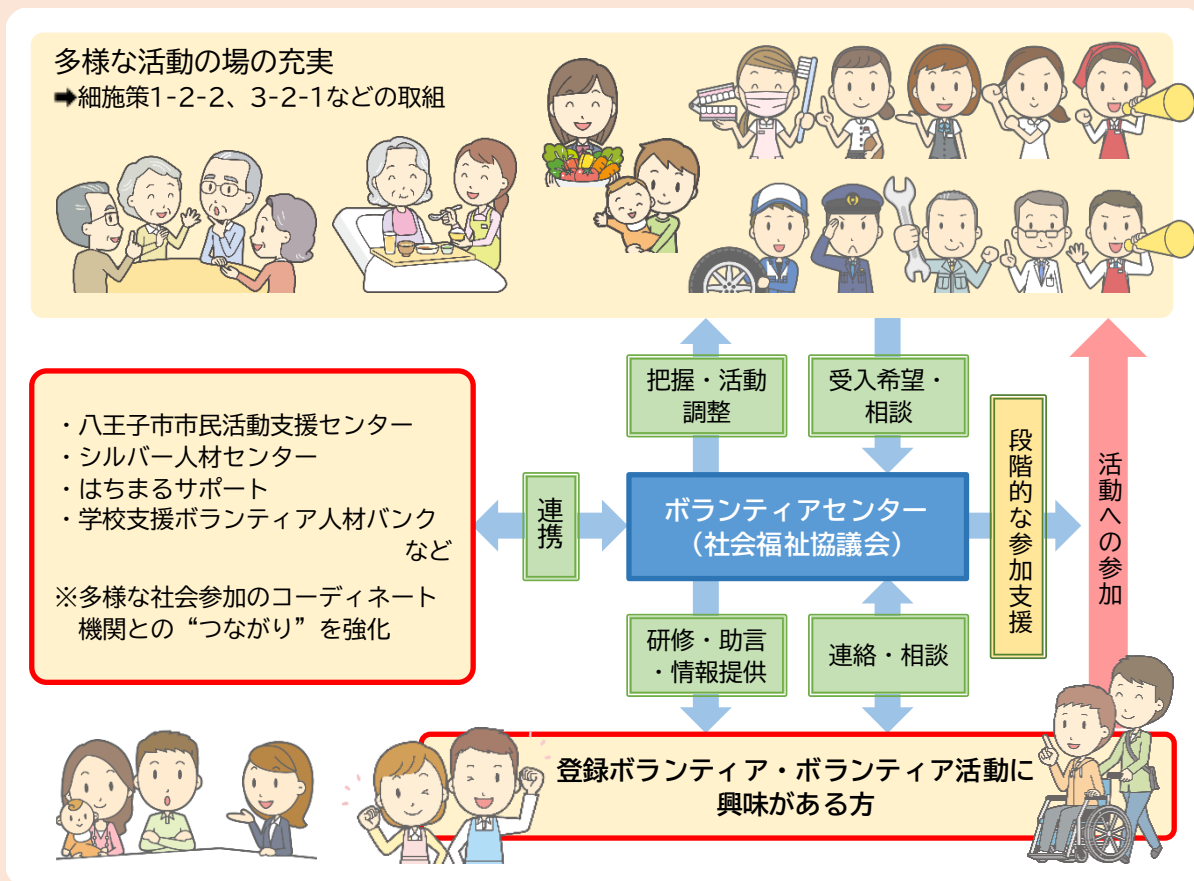 多様な活動の場の充実
➡細施策1-2-2、3-2-1などの取組
把握・活動
調整
受入希望・
相談
・八王子市市民活動支援センター
・シルバー人材センター
・はちまるサポート
・学校支援ボランティア人材バンク
など
※多様な社会参加のコーディネート
機関との“つながり”を強化
連携
ボランティアセンター
（社会福祉協議会）
段階的な参加支援
活動への参加
研修・助言
・情報提供
連絡・相談
登録ボランティア・ボランティア活動に
興味がある方